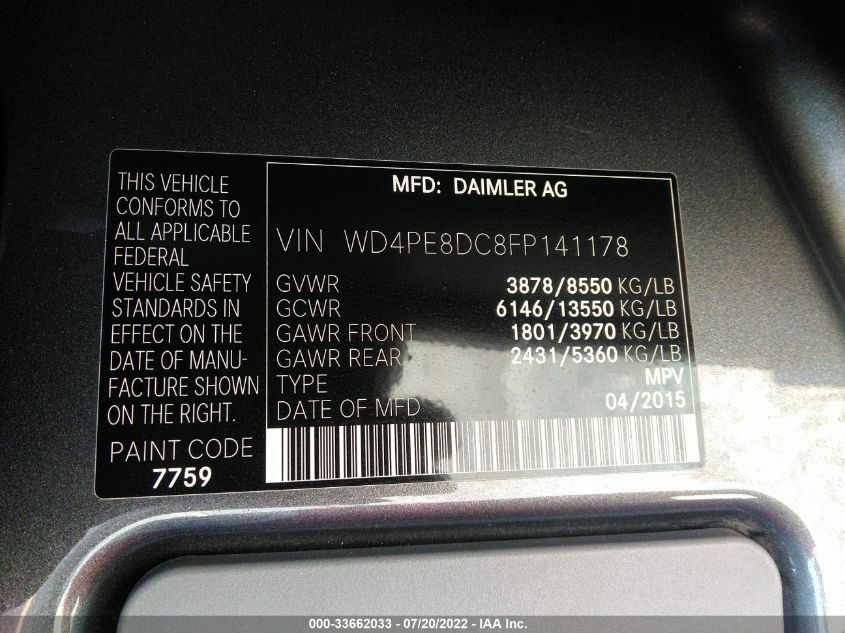 THIS VEHICLE
CONFORMS TO
ALL APPLICABLE
FEDERAL
VEHICLE SAFETY
STANDARDS IN
EFFECT ON THE
DATE OF MANU-
FACTURE SHOWN
ON THE RIGHT.
PAINT CODE
7759
MFD: DAIMLER AG
VIN WD4PE8DC8FP141178
GVWR 3878/8550 KG/LB
GCWR 6146/13550 KG/LB
GAWR FRONT 1801/3970 KG/LB
GAWR REAR 2431/5360 KG/LB
TYPE MPV
DATE OF MFD 04/2015
000-33662033 - 07/20/2022 - IAA Inc.